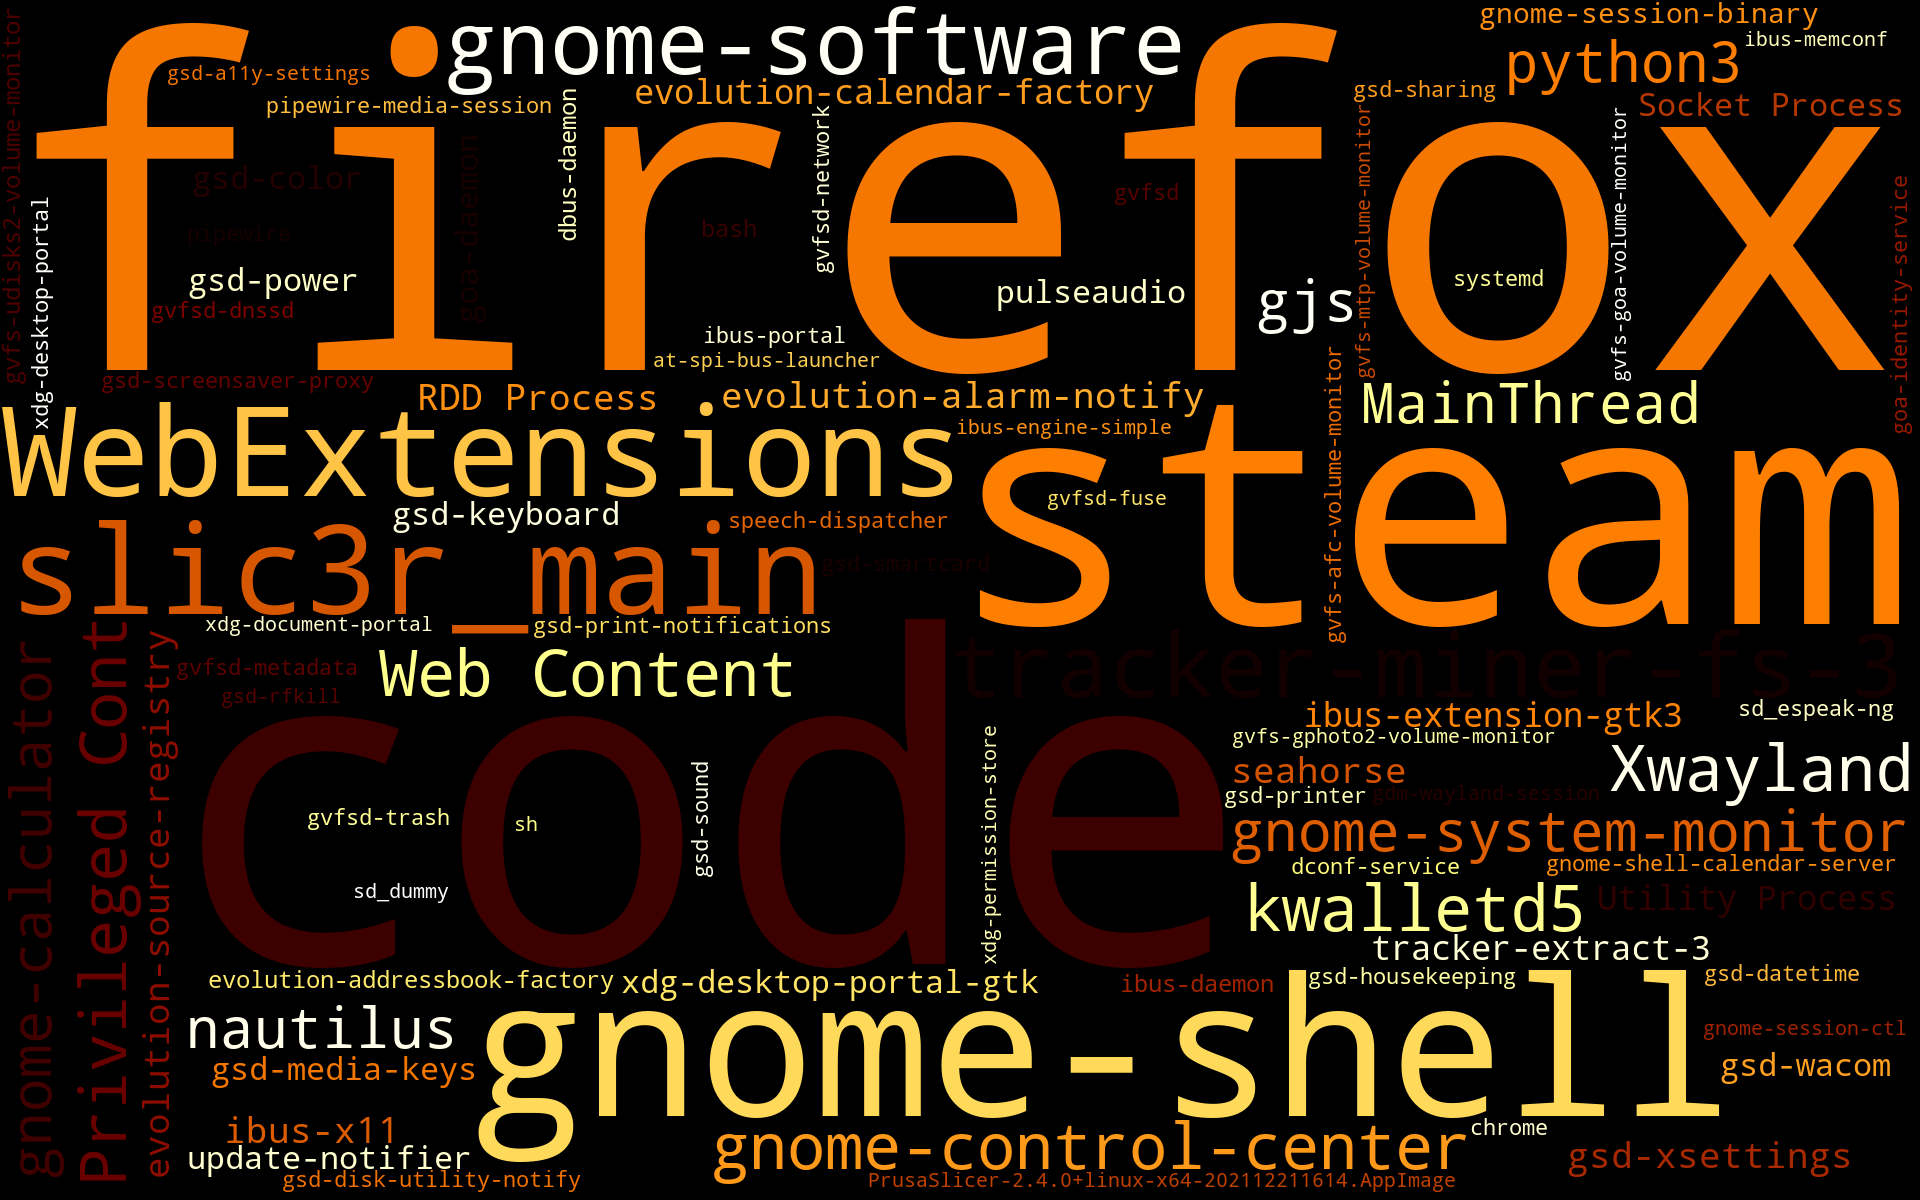 firefox
gnome-software
gnome-session-binary
ibus-memconf
python3
gsd-a11y-settings
pipewire-media-session
evolution-calendar-factory
gsd-sharing
Socket Process
gvfs-udisks2-volume-monitor
xdg-desktop-portal
gsd-color
goa-daemon
dbus-daemon
gvfsd-network
gvfsd
bash
pipewire
gsd-power
gvfsd-dnssd
pulseaudio
gjs
gvfs-mtp-volume-monitor
systemd
gvfs-goa-volume-monitor
goa-identity-service
ibus-portal
at-spi-bus-launcher
gsd-screensaver-proxy
RDD Process
evolution-alarm-notify
MainThread
WebExtensions
ibus-engine-simple
steam
gvfs-afc-volume-monitor
gvfsd-fuse
gsd-keyboard
speech-dispatcher
slic3r_main
gsd-smartcard
xdg-document-portal
gsd-print-notifications
gnome-calculator
Privileged Cont
evolution-source-registry
gvfsd-metadata
gsd-rfkill
Web Content
tracker-miner-fs-3
code
ibus-extension-gtk3
sd_espeak-ng
gvfs-gphoto2-volume-monitor
seahorse
Xwayland
gsd-printer
gdm-wayland-session
gvfsd-trash
sh
gsd-sound
xdg-permission-store
gnome-system-monitor
dconf-service
gnome-shell-calendar-server
sd_dummy
kwalletd5
Utility Process
tracker-extract-3
evolution-addressbook-factory
xdg-desktop-portal-gtk
ibus-daemon
gsd-housekeeping
gsd-datetime
nautilus
gnome-shell
gnome-session-ctl
gsd-media-keys
gsd-wacom
ibus-x11
chrome
update-notifier
gnome-control-center
gsd-xsettings
gsd-disk-utility-notify
PrusaSlicer-2.4.0+linux-x64-202112211614.AppImage